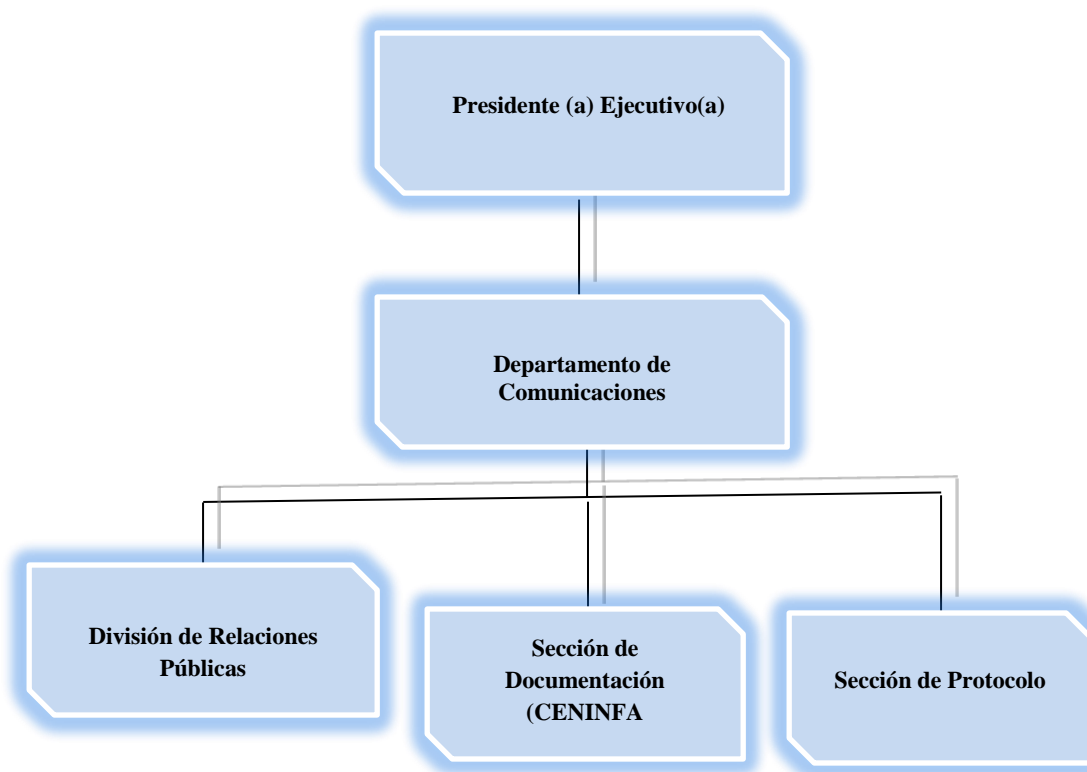 Presidente (a) Ejecutivo(a)
Departamento de
Comunicaciones
División de Relaciones
Públicas
Sección de
Documentación
(CENINFA
Sección de Protocolo